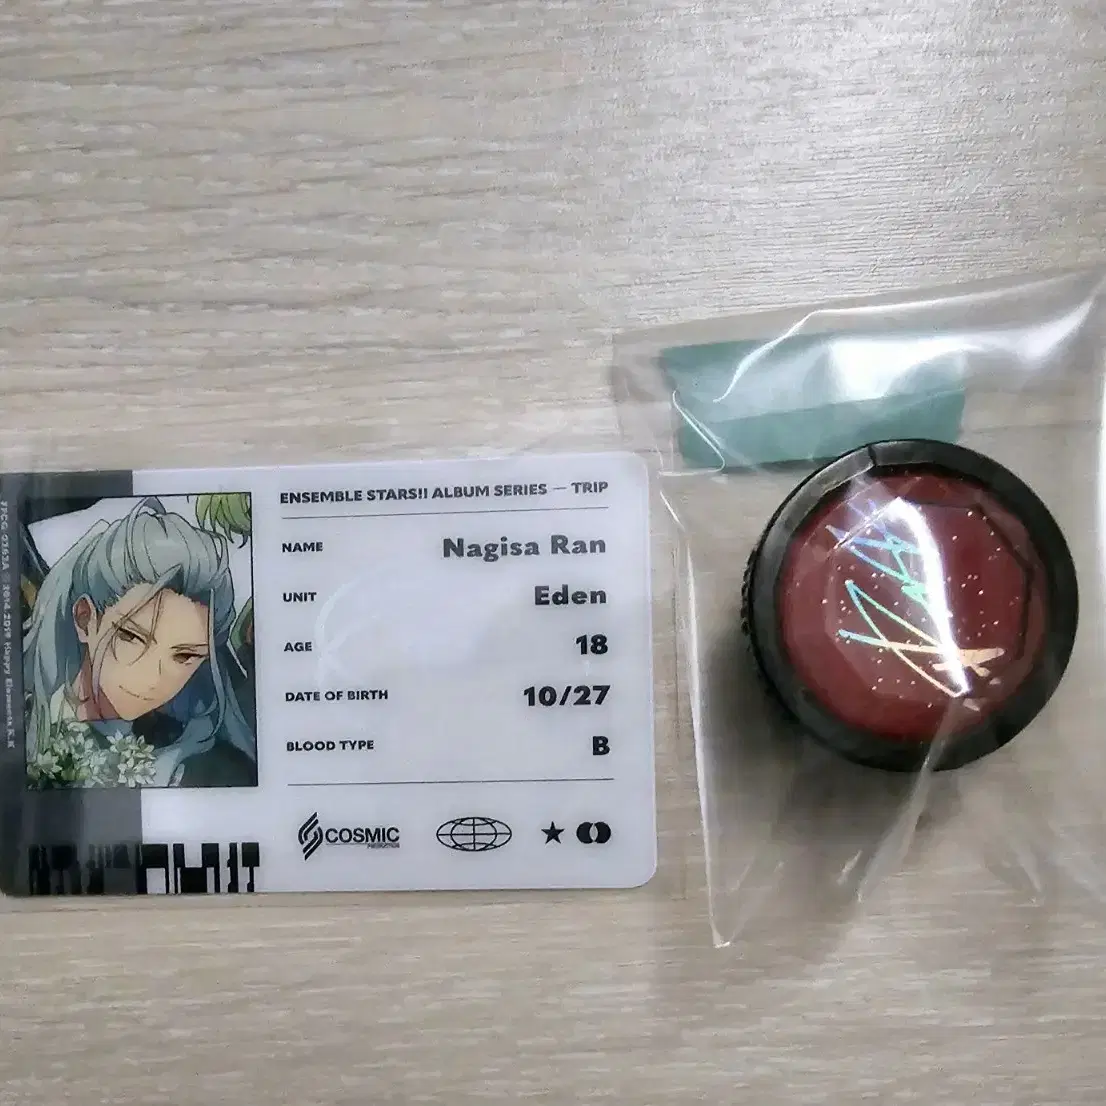 ENSEMBLE STARS!! ALBUM SERIES — TRIP
NAME Nagisa Ran
UNIT Eden
AGE 18
DATE OF BIRTH 10/27
BLOOD TYPE B
COSMIC
PRODUCTION